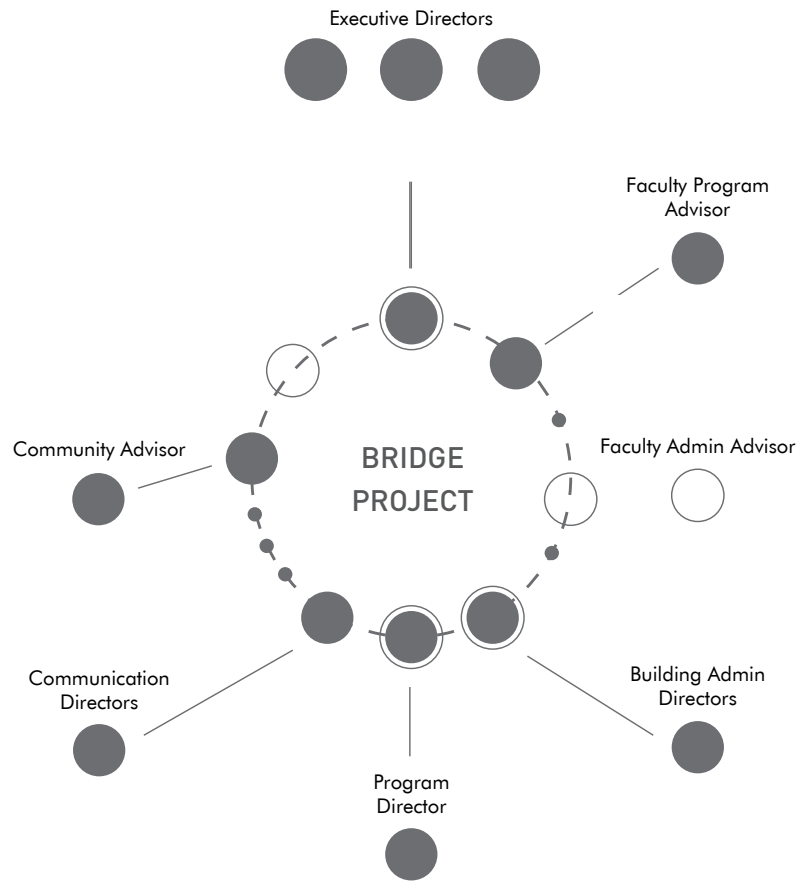 Executive Directors
Faculty Program
Advisor
Community Advisor
BRIDGE
PROJECT
Faculty Admin Advisor
Communication
Directors
Building Admin
Directors
Program
Director